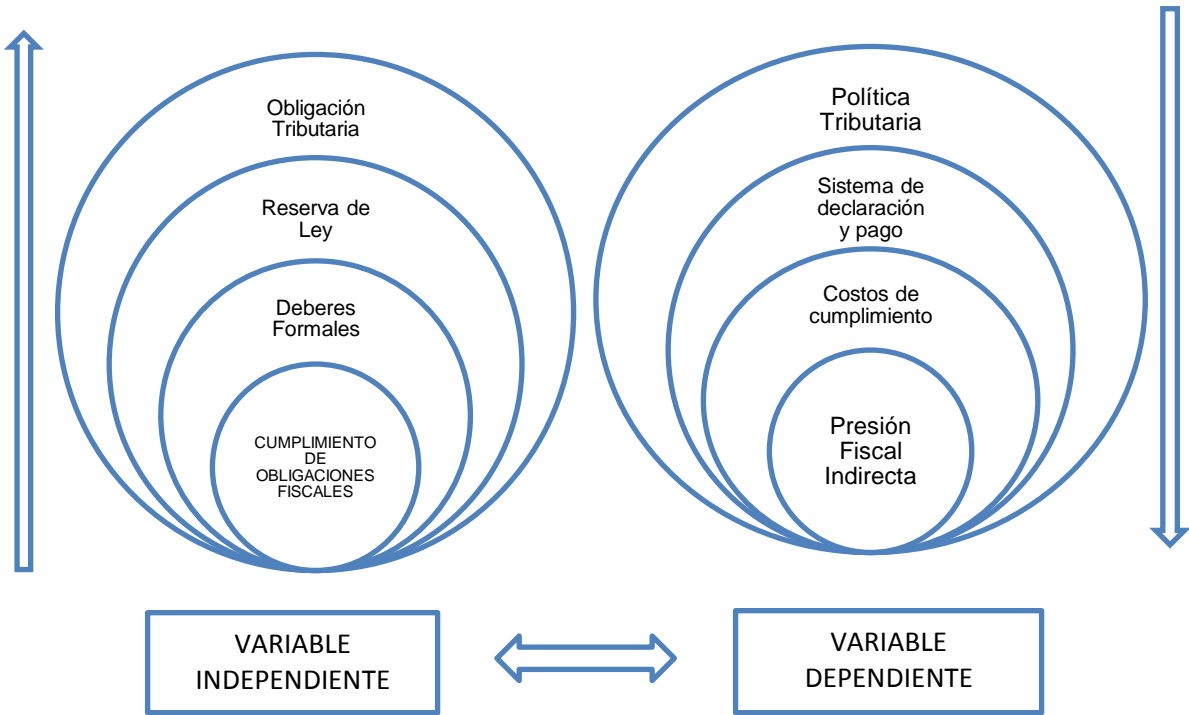 Obligación
Tributaria
Reserva de
Ley
Deberes
Formales
CUMPLIMIENTO
DE
OBLIGACIONES
FISCALES
Política
Tributaria
Sistema de
declaración
y pago
Costos de
cumplimiento
Presión
Fiscal
Indirecta
VARIABLE
INDEPENDIENTE
VARIABLE
DEPENDIENTE